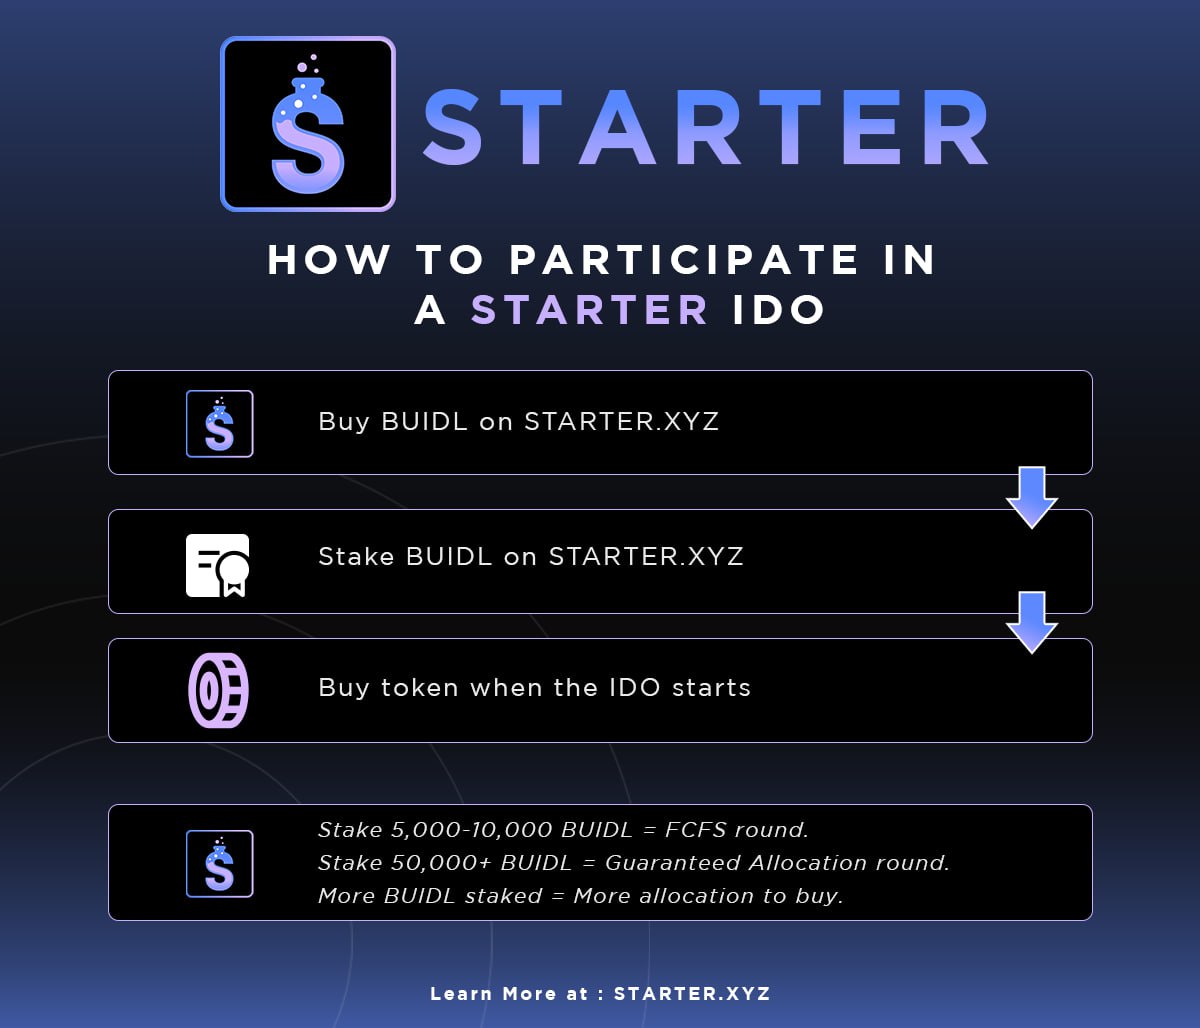 STARTER
HOW TO PARTICIPATE IN
A STARTER IDO
Buy BUIDL on STARTER.XYZ
Stake BUIDL on STARTER.XYZ
Buy token when the IDO starts
Stake 5,000-10,000 BUIDL = FCFS round.
Stake 50,000+ BUIDL = Guaranteed Allocation round.
More BUIDL staked = More allocation to buy.
Learn More at : STARTER.XYZ